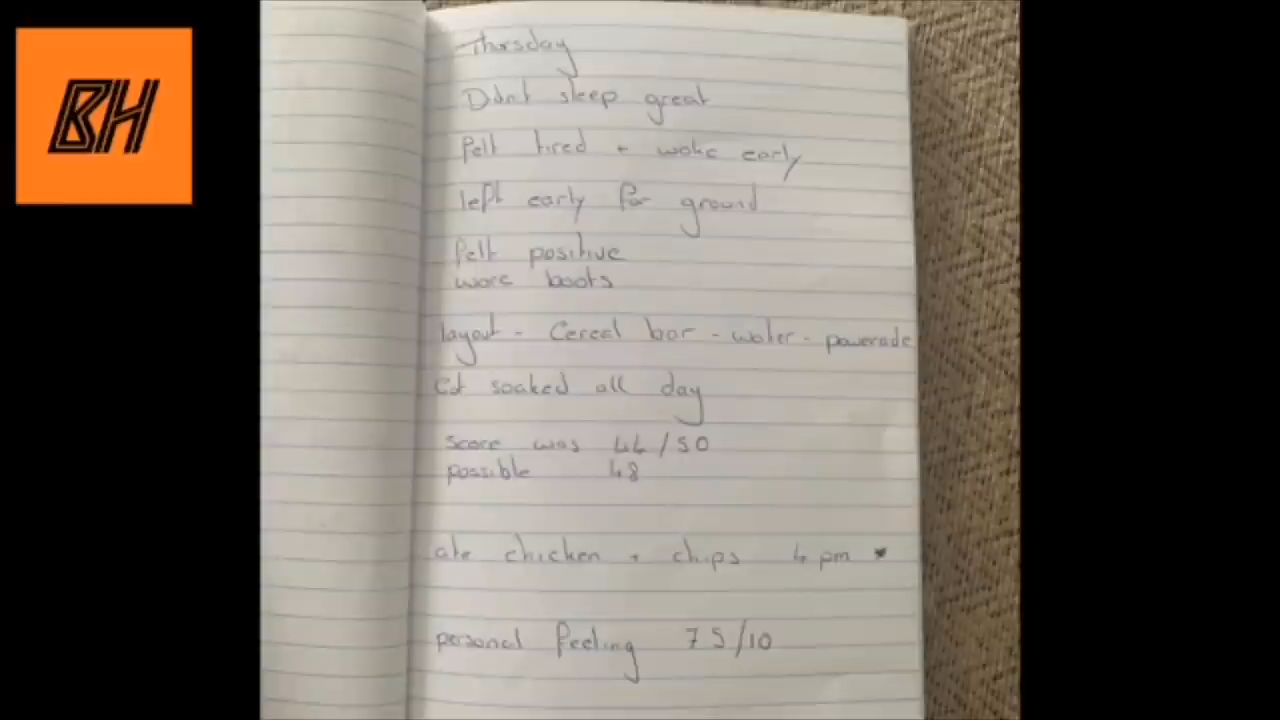 BH
Thursday
Didnt sleep great
felt tired + woke early
left early for ground
felt positive
wore boots
layout - Cereal bar - water - powerade
Got soaked all day
score was 44/50
possible 48
ate chicken + chips 4 pm *
personal feeling 7 5/10